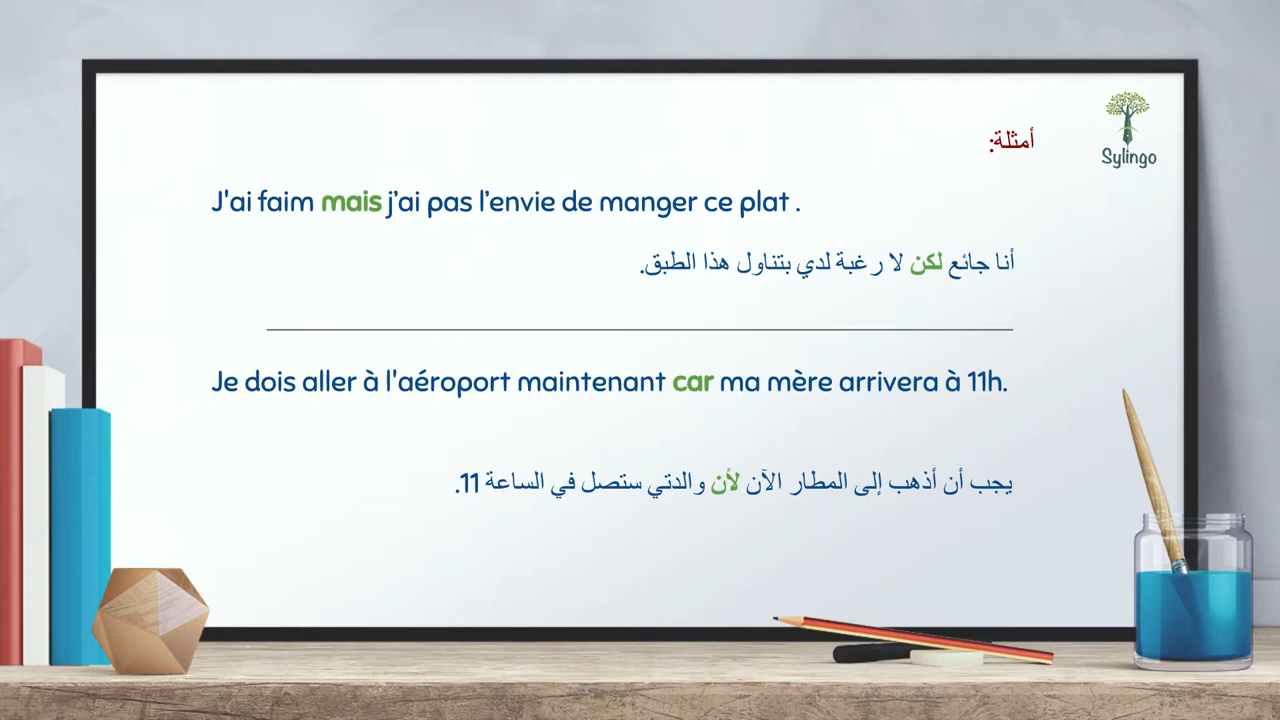 Sylingo
أمثلة:
J'ai faim mais j’ai pas l’envie de manger ce plat .
أنا جائع لكن لا رغبة لدي بتناول هذا الطبق.
Je dois aller à l'aéroport maintenant car ma mère arrivera à 11h.
يجب أن أذهب إلى المطار الآن لأن والدتي ستصل في الساعة 11.